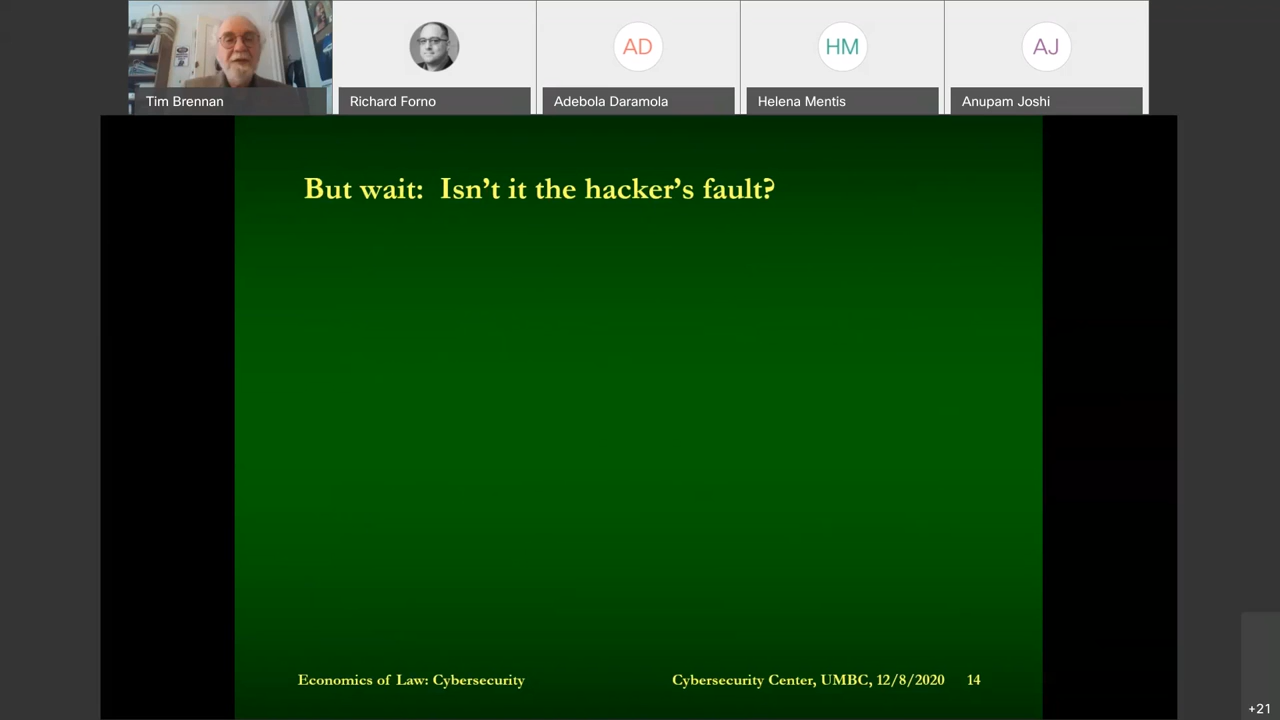 Tim Brennan
Richard Forno
AD
Adebola Daramola
HM
Helena Mentis
AJ
Anupam Joshi
But wait: Isn’t it the hacker’s fault?
Economics of Law: Cybersecurity
Cybersecurity Center, UMBC, 12/8/2020 14
+21